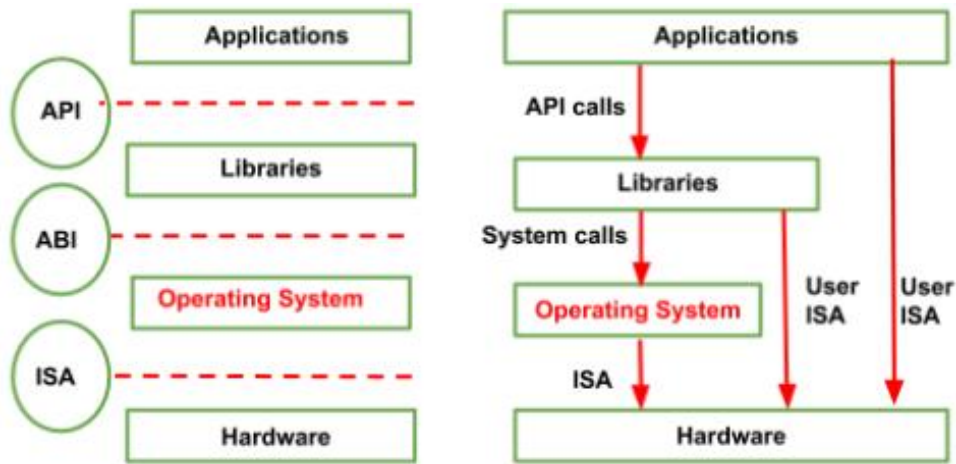 Applications
API
Libraries
ABI
Operating System
ISA
Hardware
Applications
API calls
Libraries
System calls
Operating System
User
ISA
User
ISA
ISA
Hardware